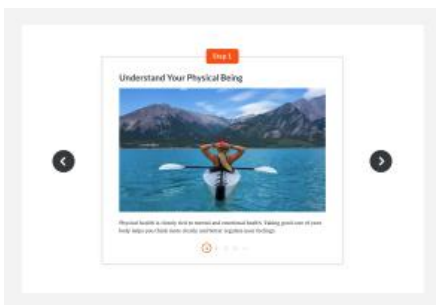 Step 1
Understand Your Physical Being
Physical health is closely tied to mental and emotional health. Taking good care of your
body helps you think more clearly and better regulate your feelings.